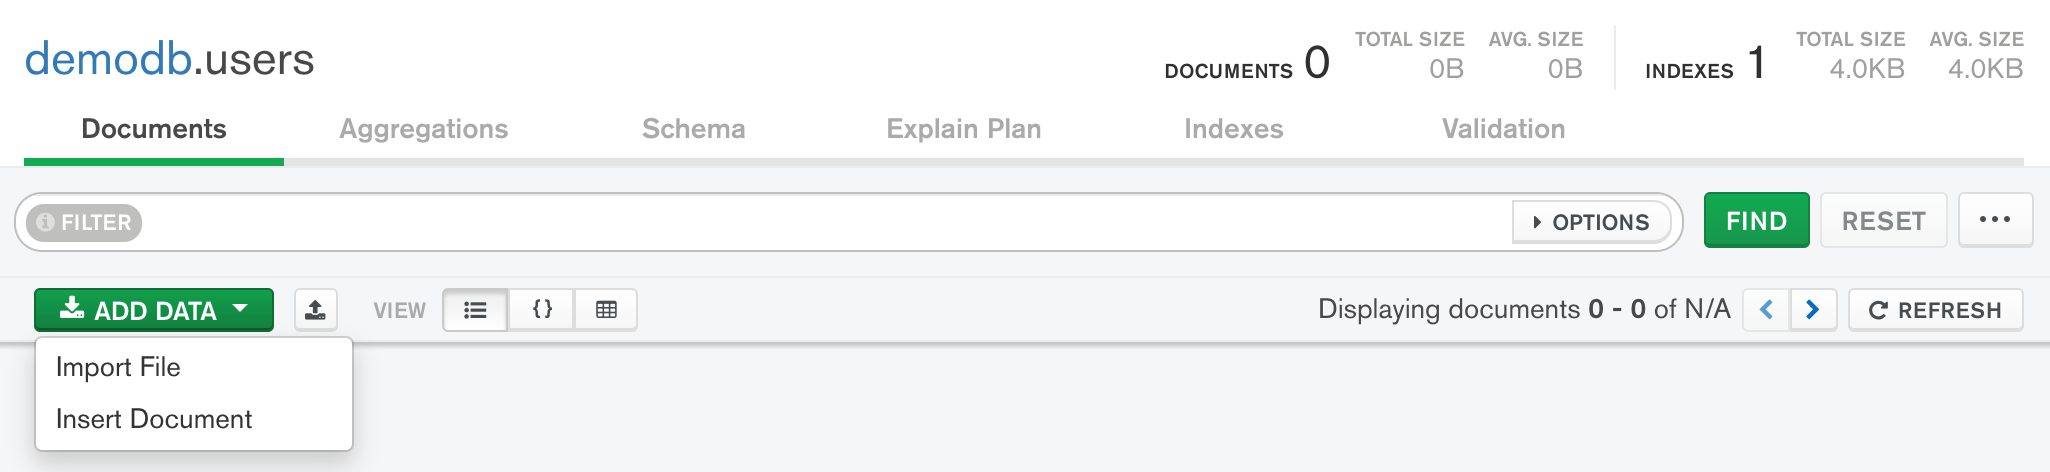 demodb.users
DOCUMENTS 0
TOTAL SIZE
0B
AVG. SIZE
0B
INDEXES 1
TOTAL SIZE
4.0KB
AVG. SIZE
4.0KB
Documents
Aggregations
Schema
Explain Plan
Indexes
Validation
FILTER
OPTIONS
FIND
RESET
ADD DATA
VIEW
{}
Displaying documents 0 - 0 of N/A
REFRESH
Import File
Insert Document